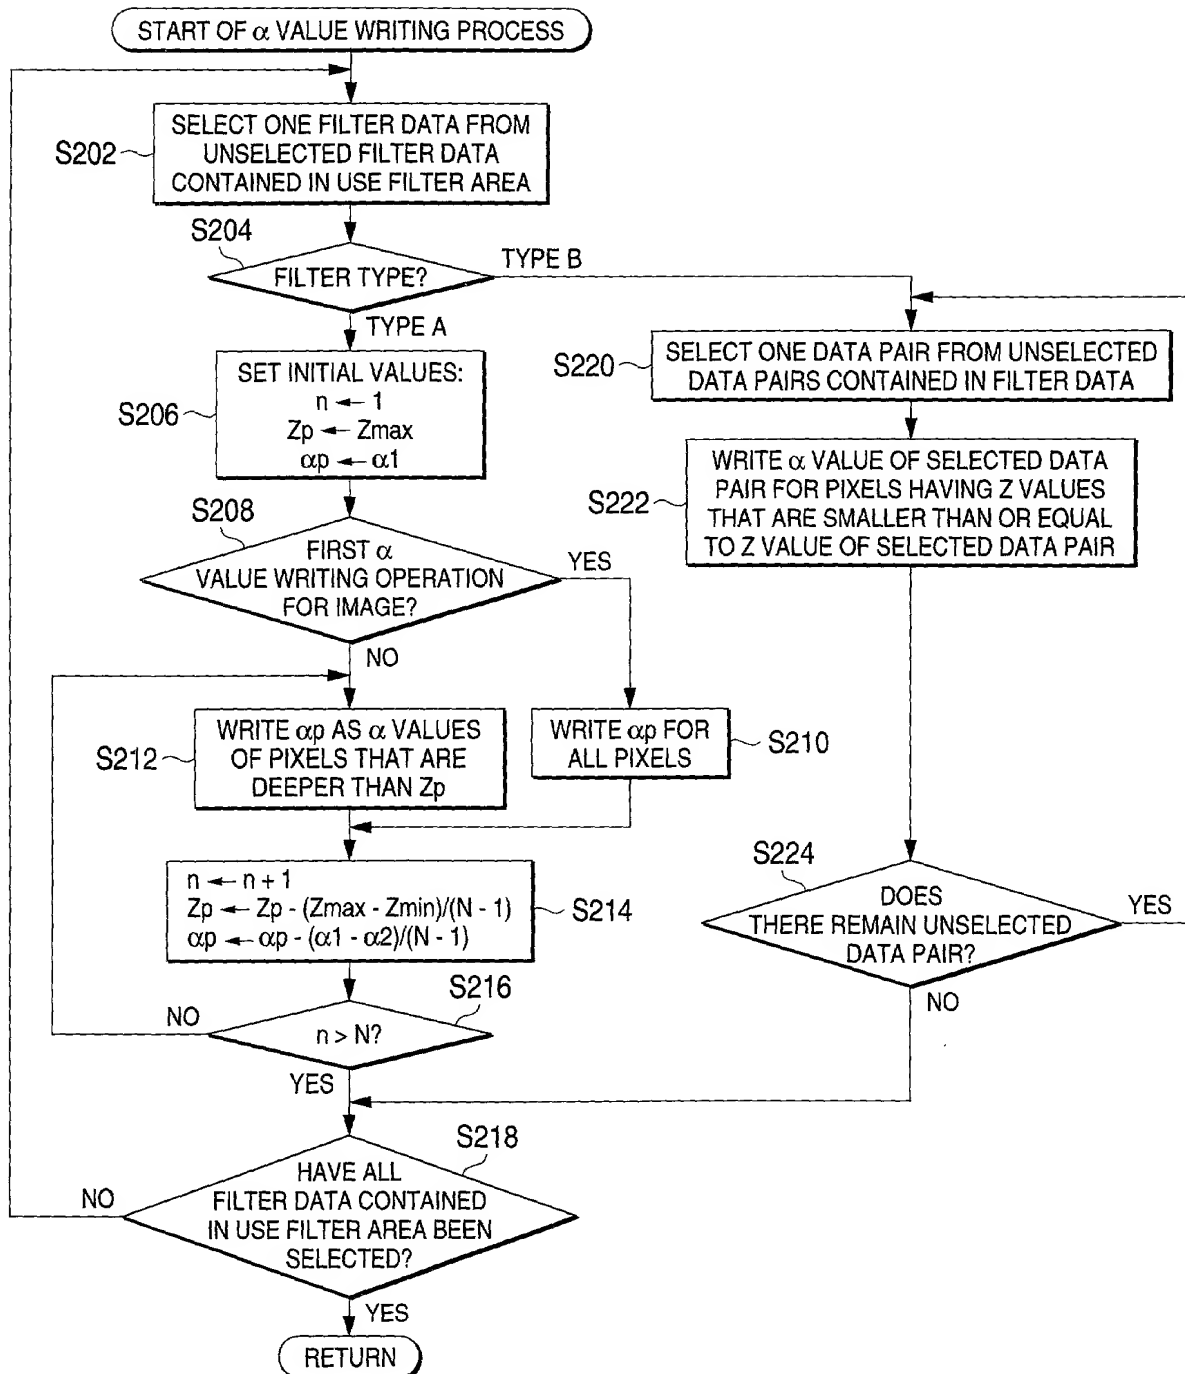 START OF α VALUE WRITING PROCESS
S202
SELECT ONE FILTER DATA FROM
UNSELECTED FILTER DATA
CONTAINED IN USE FILTER AREA
S204
FILTER TYPE?
TYPE B
TYPE A
S206
SET INITIAL VALUES:
n ← 1
Zp ← Zmax
αp ← α1
S220
SELECT ONE DATA PAIR FROM UNSELECTED
DATA PAIRS CONTAINED IN FILTER DATA
S222
WRITE α VALUE OF SELECTED DATA
PAIR FOR PIXELS HAVING Z VALUES
THAT ARE SMALLER THAN OR EQUAL
TO Z VALUE OF SELECTED DATA PAIR
S208
FIRST α
VALUE WRITING OPERATION
FOR IMAGE?
YES
NO
S212
WRITE αp AS α VALUES
OF PIXELS THAT ARE
DEEPER THAN Zp
WRITE αp FOR
ALL PIXELS
S210
n ← n + 1
Zp ← Zp - (Zmax - Zmin)/(N - 1)
αp ← αp - (α1 - α2)/(N - 1)
S214
S224
DOES
THERE REMAIN UNSELECTED
DATA PAIR?
YES
NO
S216
n > N?
NO
YES
S218
HAVE ALL
FILTER DATA CONTAINED
IN USE FILTER AREA BEEN
SELECTED?
NO
YES
RETURN